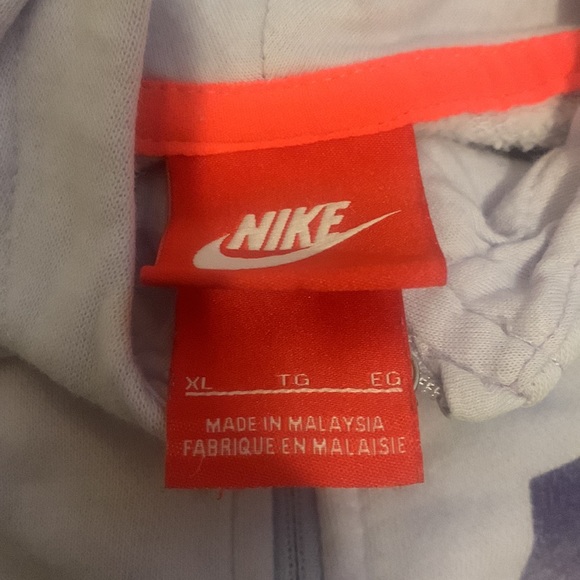 NIKE
XL TG EG
MADE IN MALAYSIA
FABRIQUE EN MALAISIE